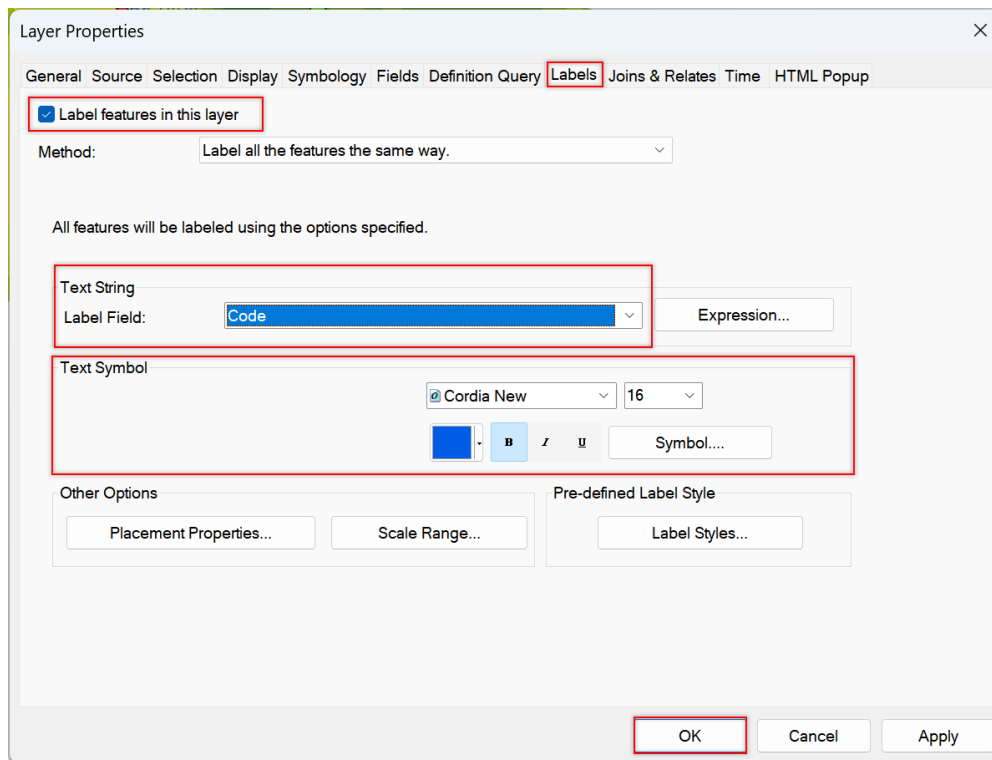 Layer Properties
General Source Selection Display Symbology Fields Definition Query Labels Joins & Relates Time HTML Popup
Label features in this layer
Method: Label all the features the same way.
All features will be labeled using the options specified.
Text String
Label Field: Code Expression...
Text Symbol
Cordia New 16
B I U Symbol....
Other Options Pre-defined Label Style
Placement Properties... Scale Range... Label Styles...
OK Cancel Apply